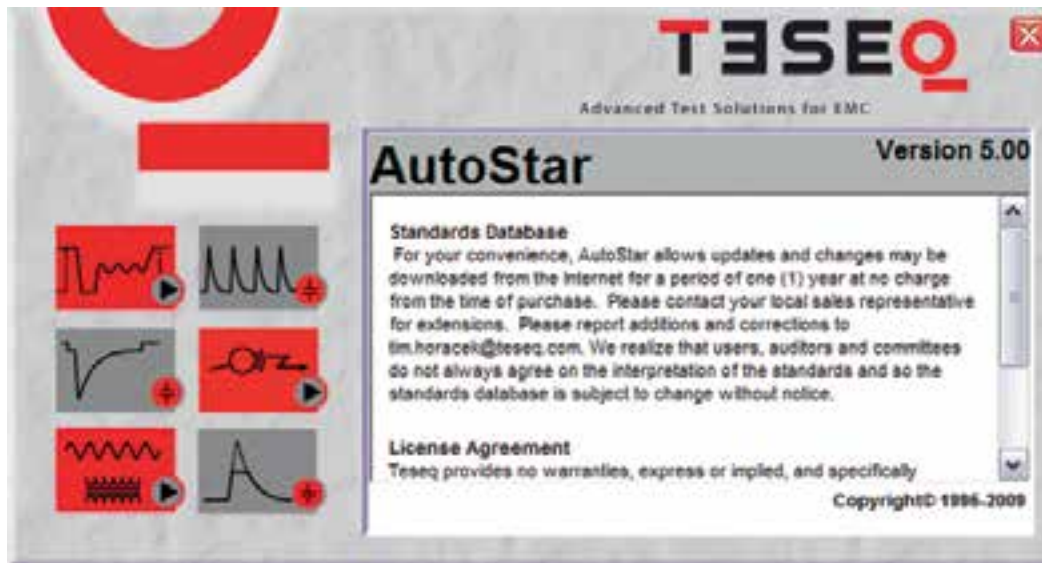 TESEQ
Advanced Test Solutions for EMC
AutoStar
Version 5.00
Standards Database
For your convenience, AutoStar allows updates and changes may be
downloaded from the Internet for a period of one (1) year at no charge
from the time of purchase. Please contact your local sales representative
for extensions. Please report additions and corrections to
tim.horacek@teseq.com. We realize that users, auditors and committees
do not always agree on the interpretation of the standards and so the
standards database is subject to change without notice.
License Agreement
Teseq provides no warranties, express or implied, and specifically
Copyright© 1996-2009